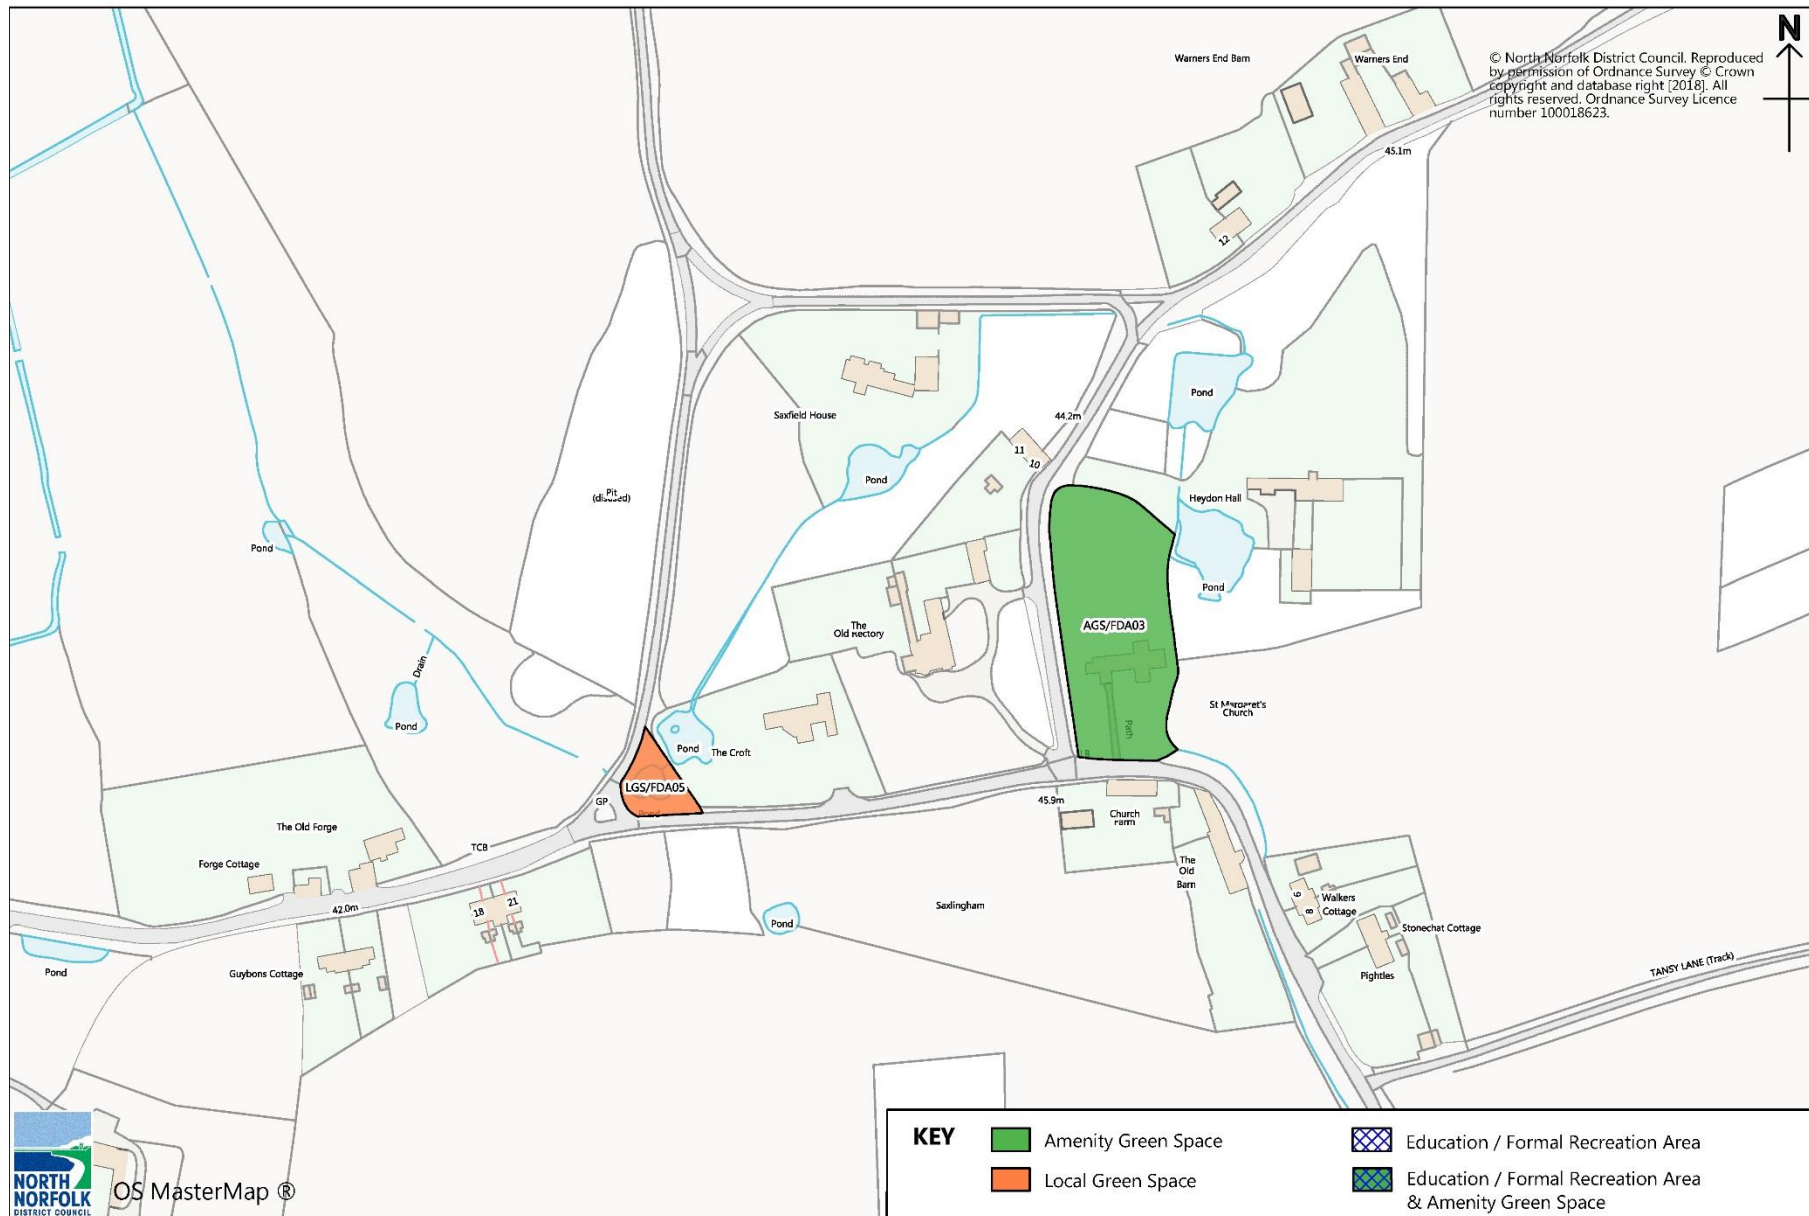 N
© North Norfolk District Council. Reproduced
by permission of Ordnance Survey © Crown
copyright and database right [2018]. All
rights reserved. Ordnance Survey Licence
number 100018623.
Warners End Barn
Warners End
45.1m
12
Pond
Saxfield House
44.2m
11
10
Pit
(disused)
Pond
Heydon Hall
Pond
Pond
The
Old Rectory
AGS/FDA03
Drain
Pond
St Margaret's
Church
Path
Pond
The Croft
LGS/FDA05
Pond
GP
45.9m
Church
Farm
The Old Forge
TCB
Forge Cottage
The
Old
Barn
42.0m
18
21
Saxlingham
Pond
6
8
Walkers
Cottage
Stonechat Cottage
Pond
Guybons Cottage
Pightles
TANSY LANE (Track)
KEY
Amenity Green Space
Local Green Space
Education / Formal Recreation Area
Education / Formal Recreation Area
& Amenity Green Space
NORTH
NORFOLK
DISTRICT COUNCIL
OS MasterMap ®